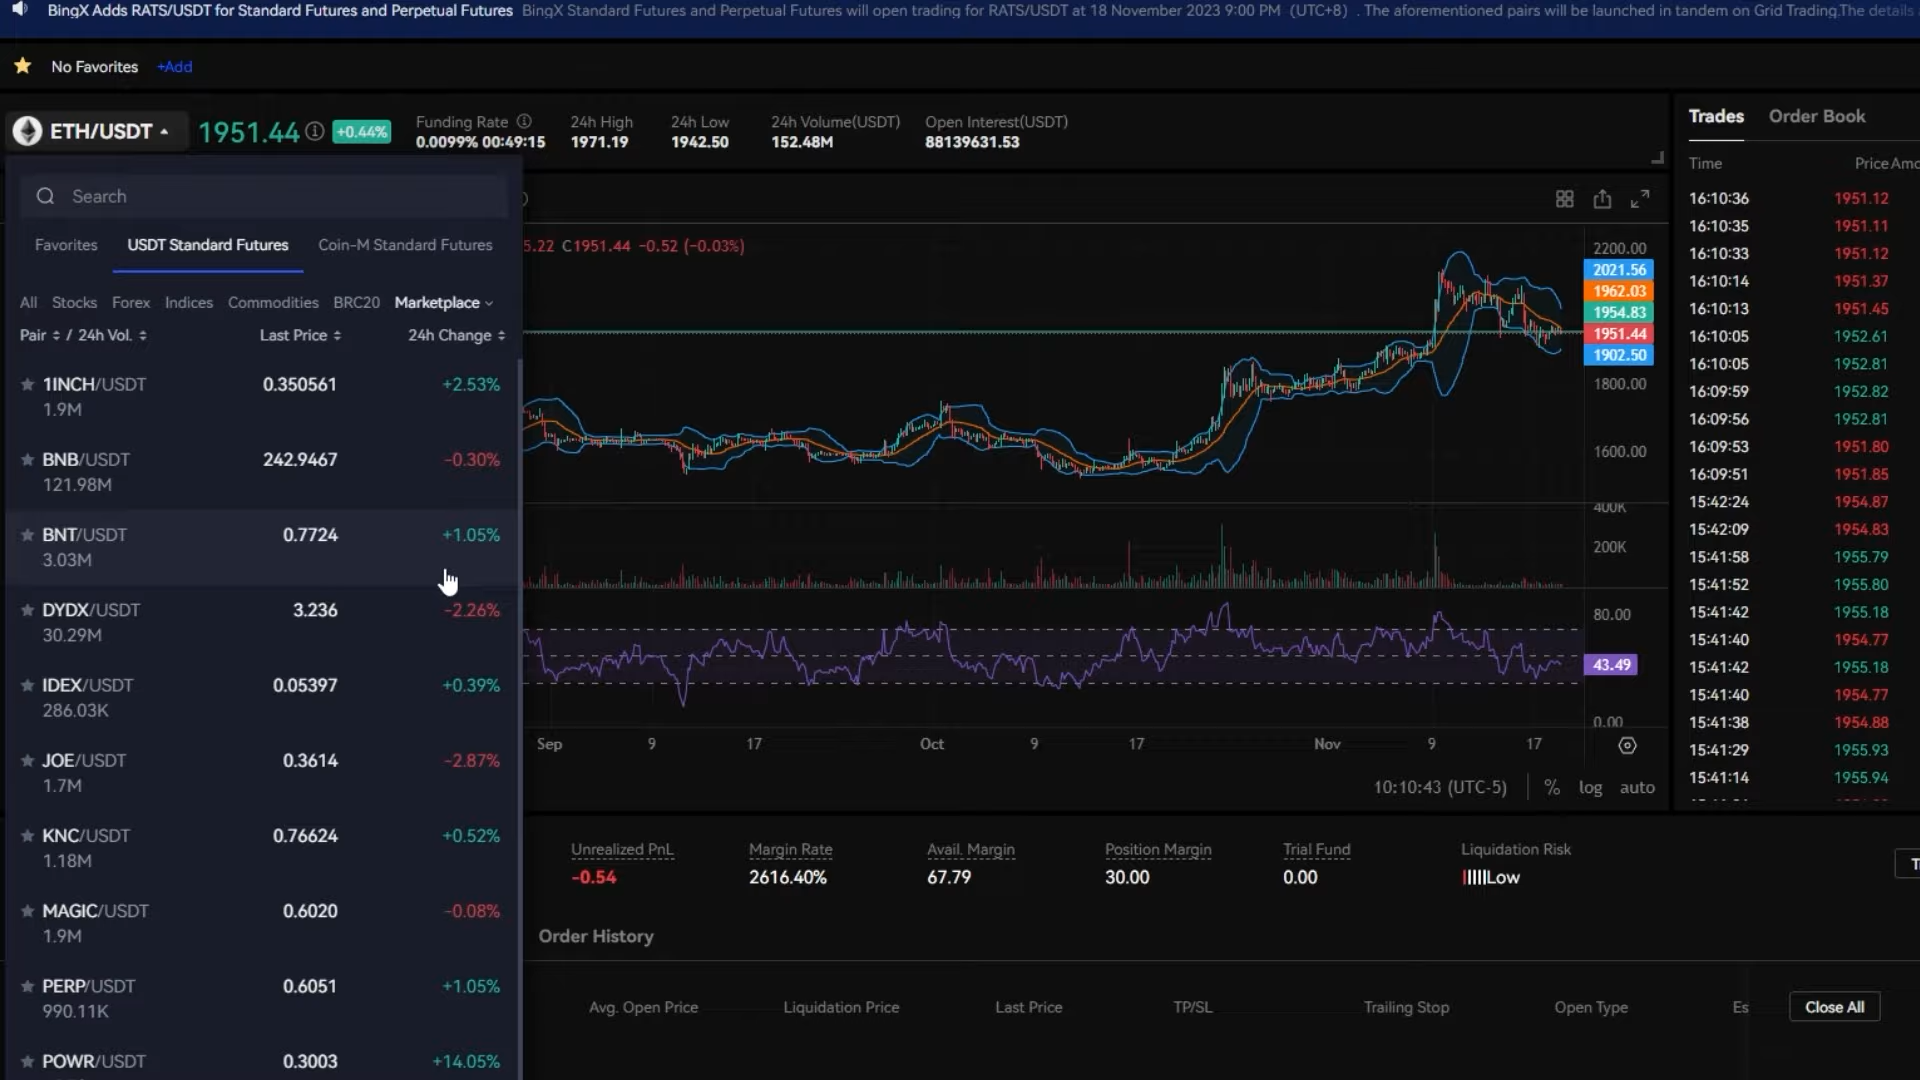 BingX Adds RATS/USDT for Standard Futures and Perpetual Futures BingX Standard Futures and Perpetual Futures will open trading for RATS/USDT at 18 November 2023 9:00 PM (UTC+8) . The aforementioned pairs will be launched in tandem on Grid Trading.The details
No Favorites +Add
ETH/USDT 1951.44 +0.44%
Funding Rate 24h High 24h Low 24h Volume(USDT) Open Interest(USDT)
0.0099% 00:49:15 1971.19 1942.50 152.48M 88139631.53
Search
Favorites USDT Standard Futures Coin-M Standard Futures
All Stocks Forex Indices Commodities BRC20 Marketplace
Pair / 24h Vol. Last Price 24h Change
1INCH/USDT 0.350561 +2.53%
1.9M
BNB/USDT 242.9467 -0.30%
121.98M
BNT/USDT 0.7724 +1.05%
3.03M
DYDX/USDT 3.236 -2.26%
30.29M
IDEX/USDT 0.05397 +0.39%
286.03K
JOE/USDT 0.3614 -2.87%
1.7M
KNC/USDT 0.76624 +0.52%
1.18M
MAGIC/USDT 0.6020 -0.08%
1.9M
PERP/USDT 0.6051 +1.05%
990.11K
POWR/USDT 0.3003 +14.05%
5.22 C1951.44 -0.52 (-0.03%)
2200.00
2021.56
1962.03
1954.83
1951.44
1902.50
1800.00
1600.00
400K
200K
80.00
43.49
0.00
Sep 9 17 Oct 9 17 Nov 9 17
10:10:43 (UTC-5) % log auto
Trades Order Book
Time Price Amo
16:10:36 1951.12
16:10:35 1951.11
16:10:33 1951.12
16:10:14 1951.37
16:10:13 1951.45
16:10:05 1952.61
16:10:05 1952.81
16:09:59 1952.82
16:09:56 1952.81
16:09:53 1951.80
16:09:51 1951.85
15:42:24 1954.87
15:42:09 1954.83
15:41:58 1955.79
15:41:52 1955.80
15:41:42 1955.18
15:41:40 1954.77
15:41:42 1955.18
15:41:40 1954.77
15:41:38 1954.88
15:41:29 1955.93
15:41:14 1955.94
Unrealized PnL Margin Rate Avail. Margin Position Margin Trial Fund Liquidation Risk
-0.54 2616.40% 67.79 30.00 0.00 Low
Order History
Avg. Open Price Liquidation Price Last Price TP/SL Trailing Stop Open Type Es Close All